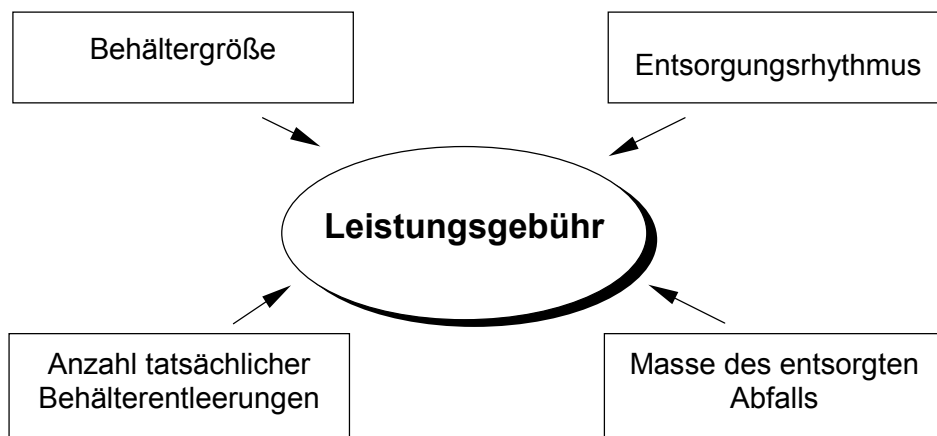 Behältergröße
Entsorgungsrhythmus
Leistungsgebühr
Anzahl tatsächlicher
Behälterentleerungen
Masse des entsorgten
Abfalls